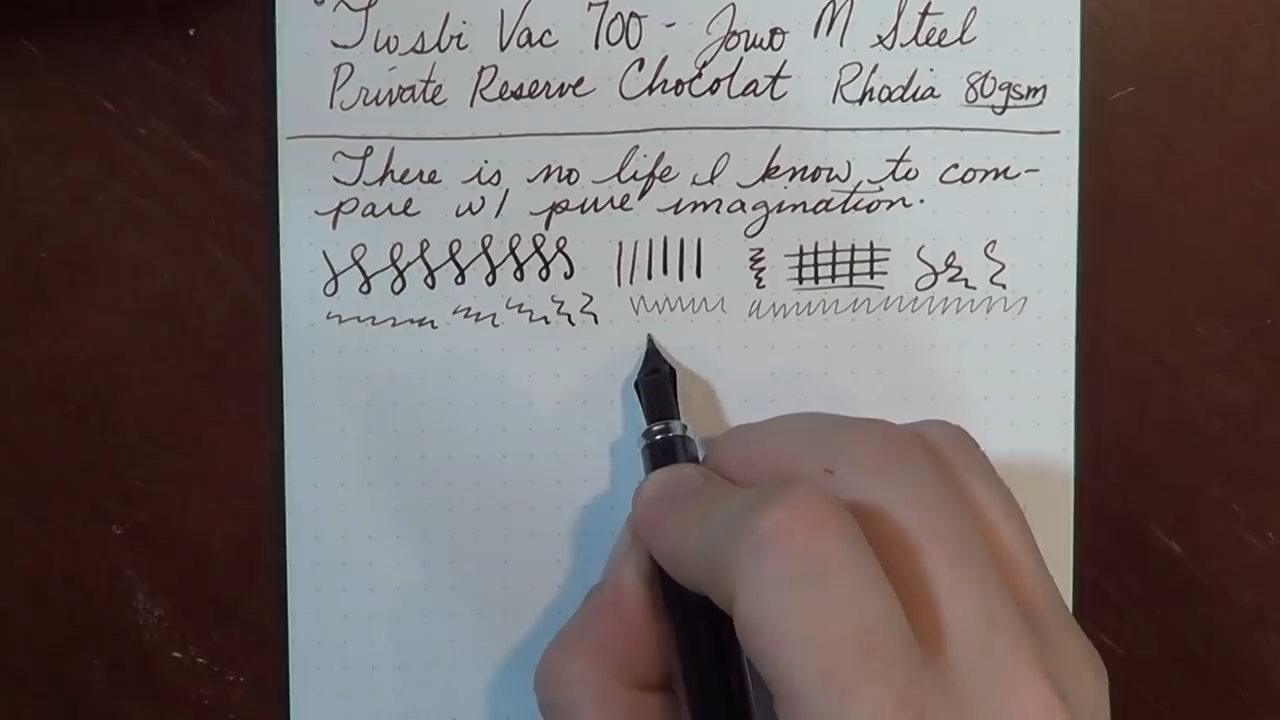 Twsbi Vac 700 - Jowo M Steel
Private Reserve Chocolat Rhodia 80gsm
There is no life I know to com-
pare w/ pure imagination.